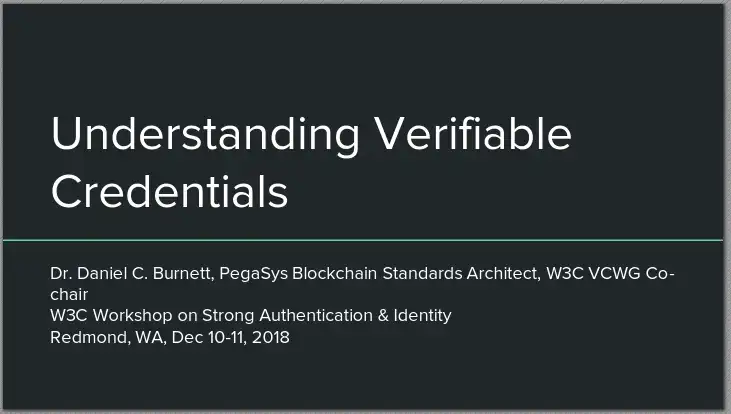 Understanding Verifiable
Credentials
Dr. Daniel C. Burnett, PegaSys Blockchain Standards Architect, W3C VCWG Co-
chair
W3C Workshop on Strong Authentication & Identity
Redmond, WA, Dec 10-11, 2018